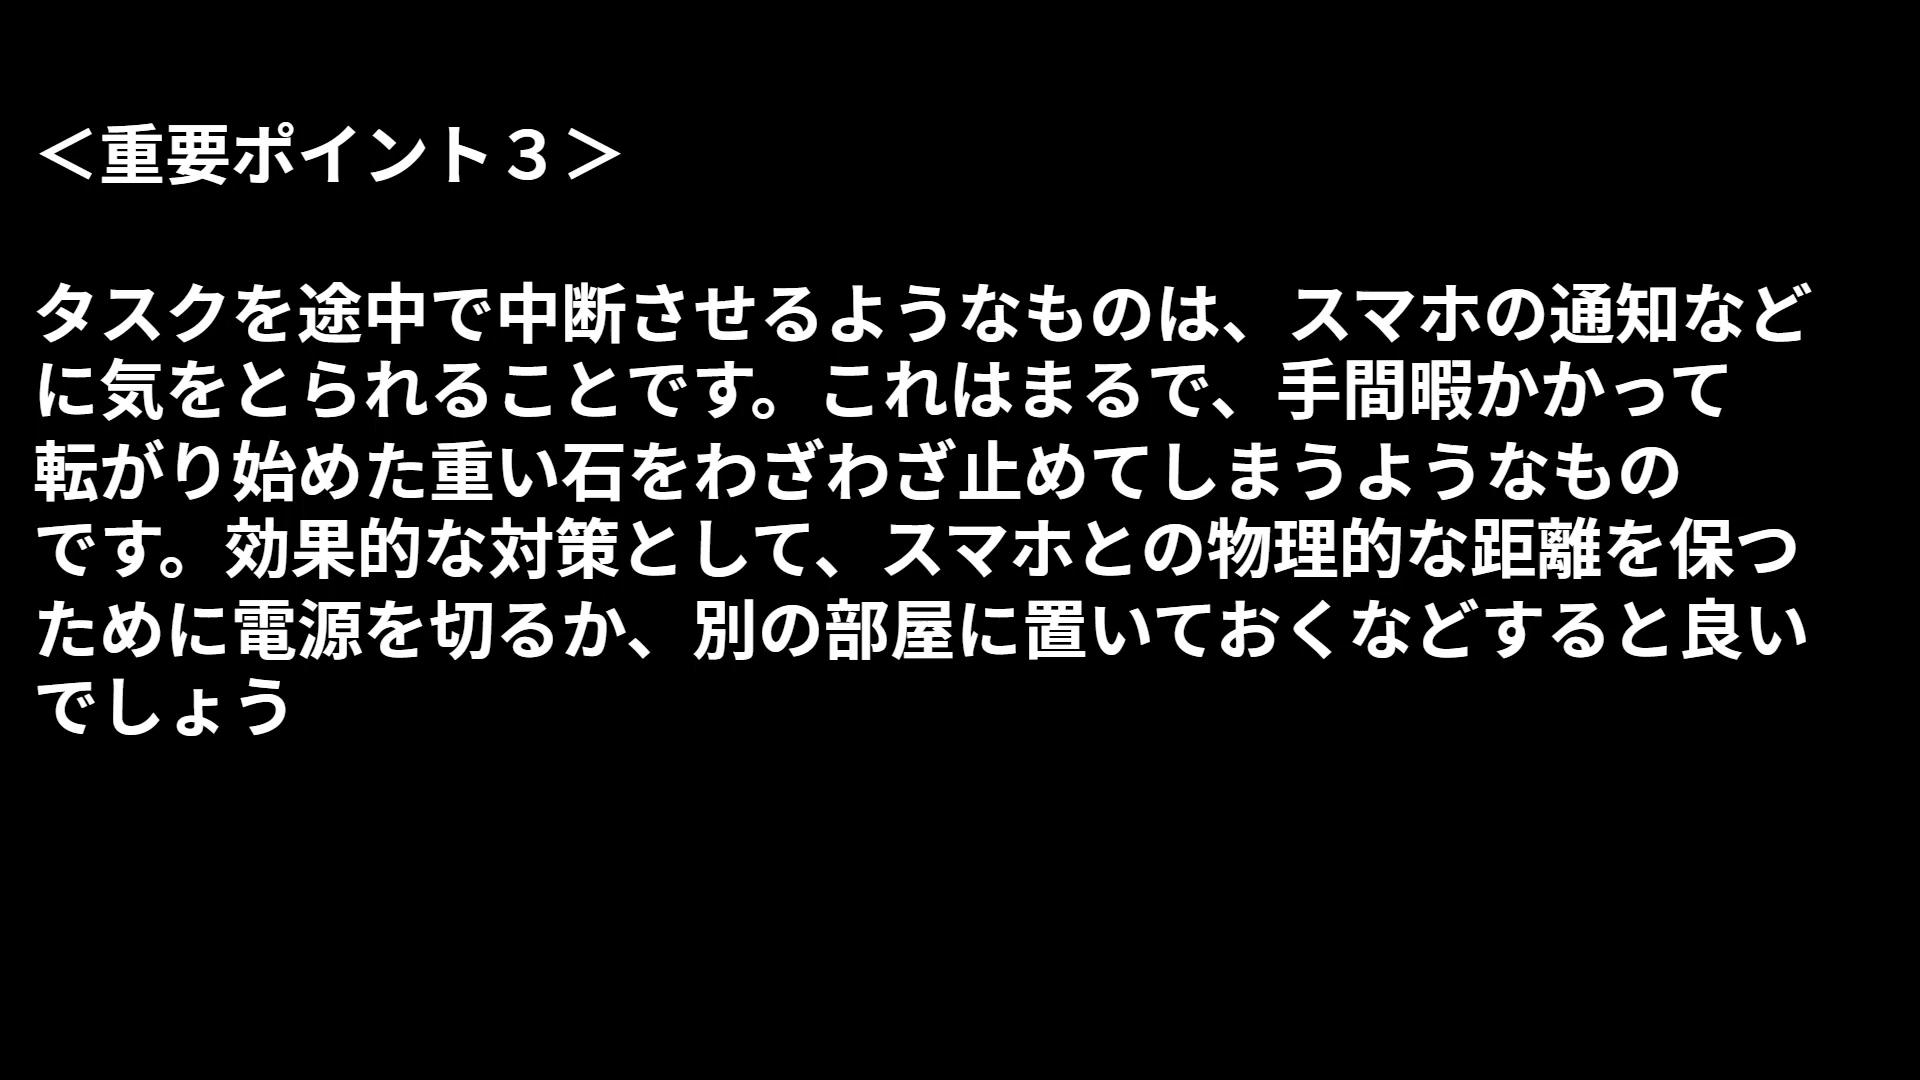 ＜重要ポイント３＞
タスクを途中で中断させるようなものは、スマホの通知など
に気をとられることです。これはまるで、手間暇かかって
転がり始めた重い石をわざわざ止めてしまうようなもの
です。効果的な対策として、スマホとの物理的な距離を保つ
ために電源を切るか、別の部屋に置いておくなどすると良い
でしょう